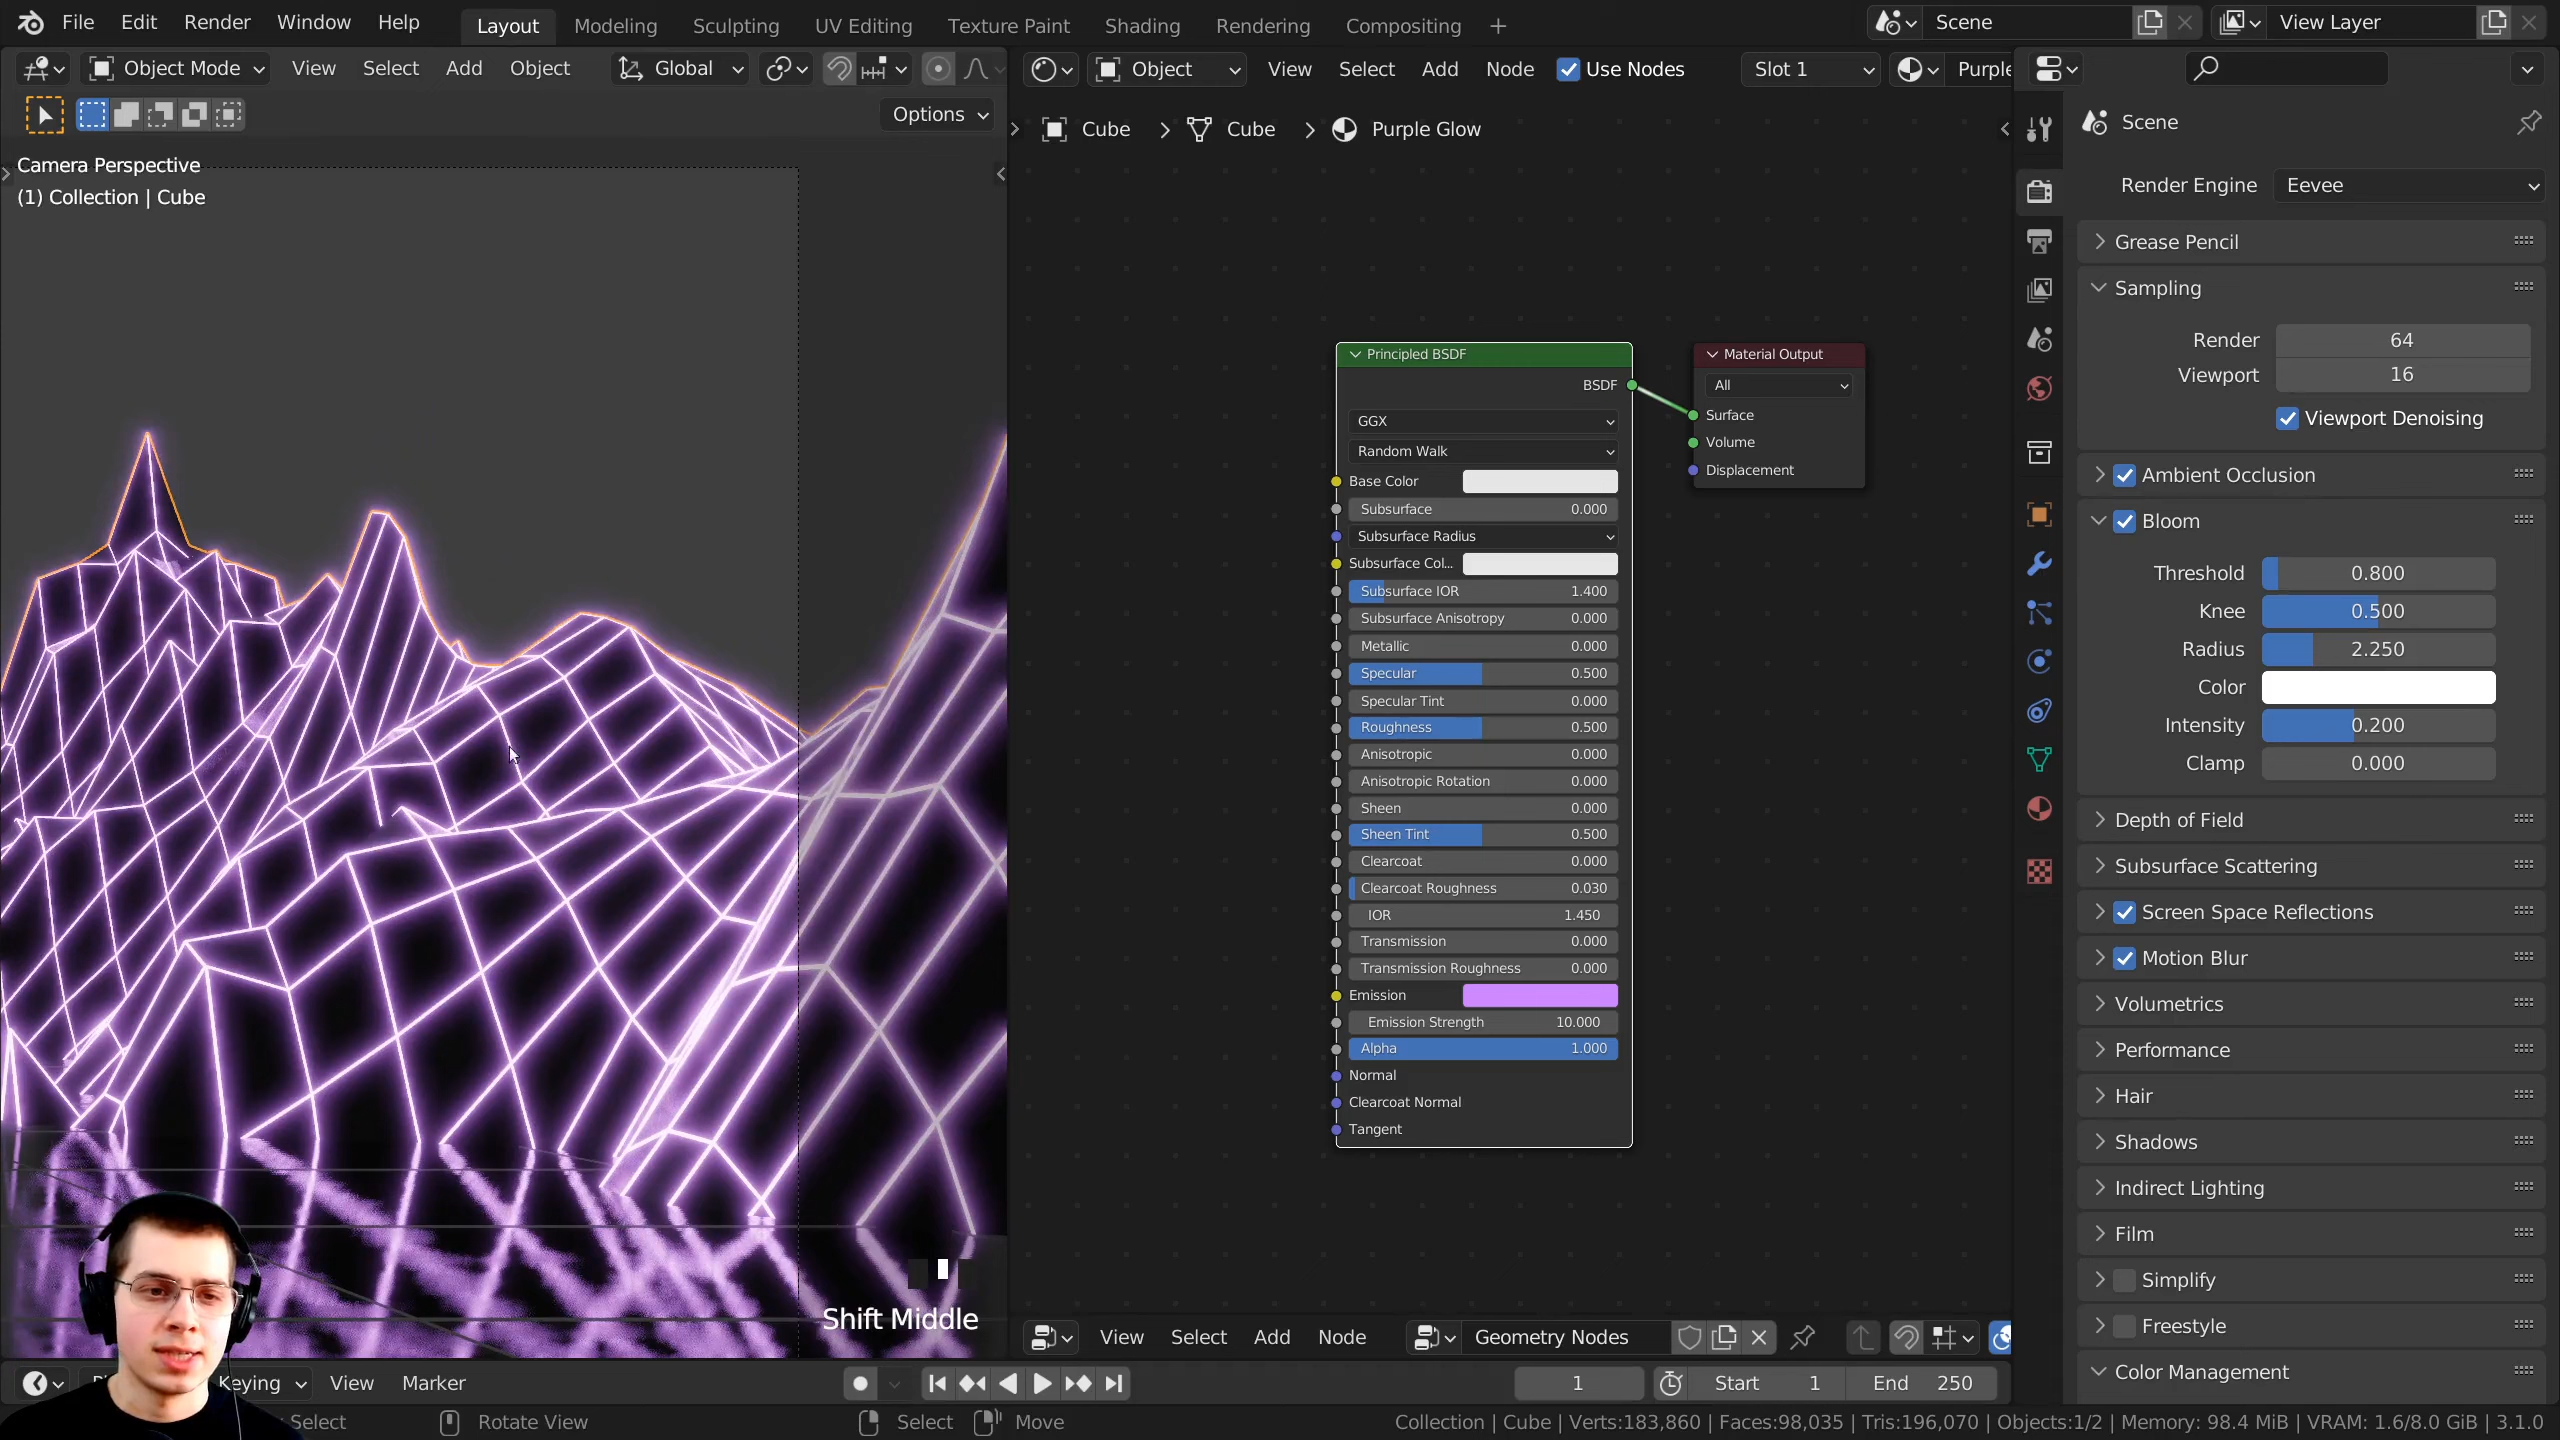 File Edit Render Window Help Layout Modeling Sculpting UV Editing Texture Paint Shading Rendering Compositing + Scene View Layer
Object Mode View Select Add Object Global Object View Select Add Node Use Nodes Slot 1 Purple
Options
Cube > Cube > Purple Glow
Camera Perspective
(1) Collection | Cube
Principled BSDF
BSDF
GGX
Random Walk
Base Color
Subsurface 0.000
Subsurface Radius
Subsurface Col...
Subsurface IOR 1.400
Subsurface Anisotropy 0.000
Metallic 0.000
Specular 0.500
Specular Tint 0.000
Roughness 0.500
Anisotropic 0.000
Anisotropic Rotation 0.000
Sheen 0.000
Sheen Tint 0.500
Clearcoat 0.000
Clearcoat Roughness 0.030
IOR 1.450
Transmission 0.000
Transmission Roughness 0.000
Emission
Emission Strength 10.000
Alpha 1.000
Normal
Clearcoat Normal
Tangent
Material Output
All
Surface
Volume
Displacement
Scene
Render Engine Eevee
Grease Pencil
Sampling
Render 64
Viewport 16
Viewport Denoising
Ambient Occlusion
Bloom
Threshold 0.800
Knee 0.500
Radius 2.250
Color
Intensity 0.200
Clamp 0.000
Depth of Field
Subsurface Scattering
Screen Space Reflections
Motion Blur
Volumetrics
Performance
Hair
Shadows
Indirect Lighting
Film
Simplify
Freestyle
Color Management
Shift Middle
View Select Add Node Geometry Nodes
Keying View Marker 1 Start 1 End 250
Select Rotate View Select Move Collection | Cube | Verts:183,860 | Faces:98,035 | Tris:196,070 | Objects:1/2 | Memory: 98.4 MiB | VRAM: 1.6/8.0 GiB | 3.1.0